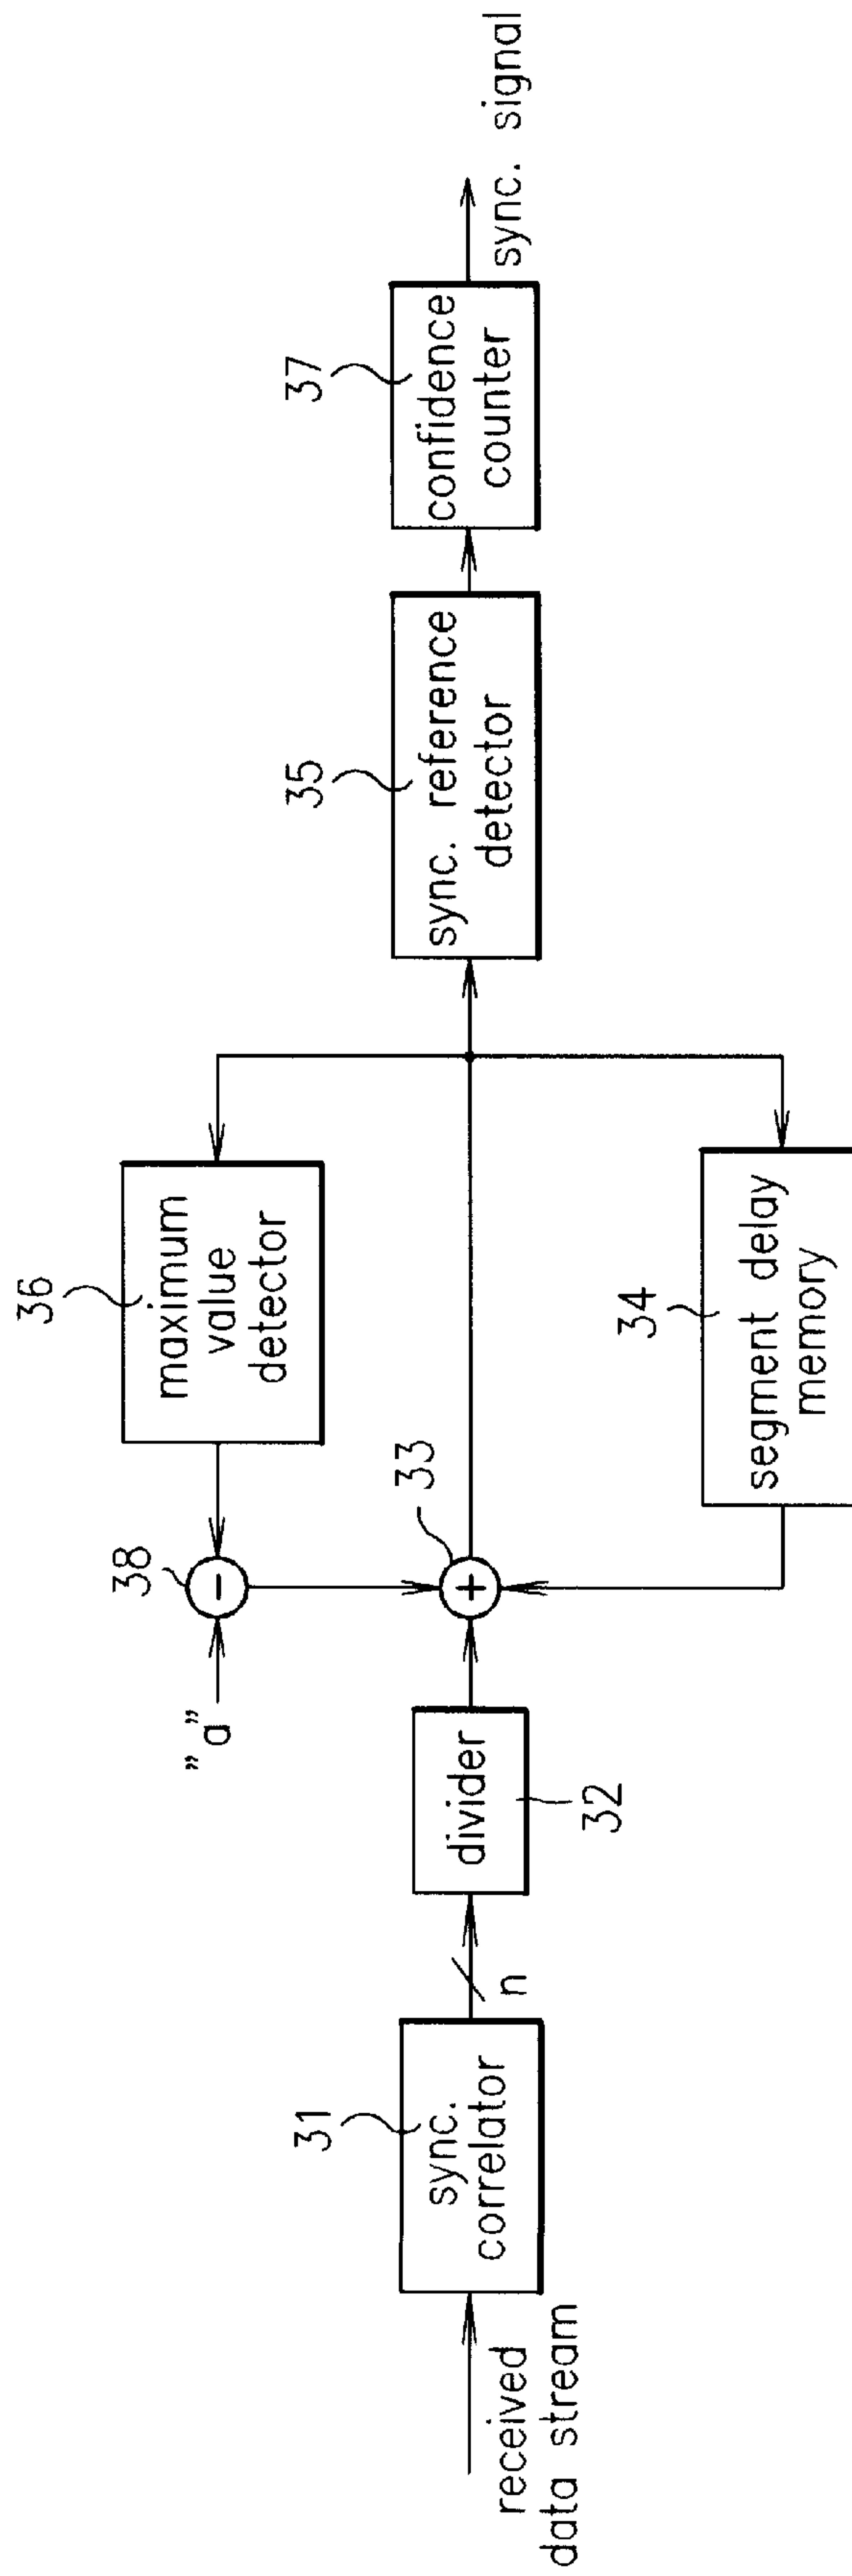 received
data stream
31
sync.
correlator
n
divider
32
"a"
38
33
36
maximum
value
detector
34
segment delay
memory
35
sync. reference
detector
37
confidence
counter
sync. signal